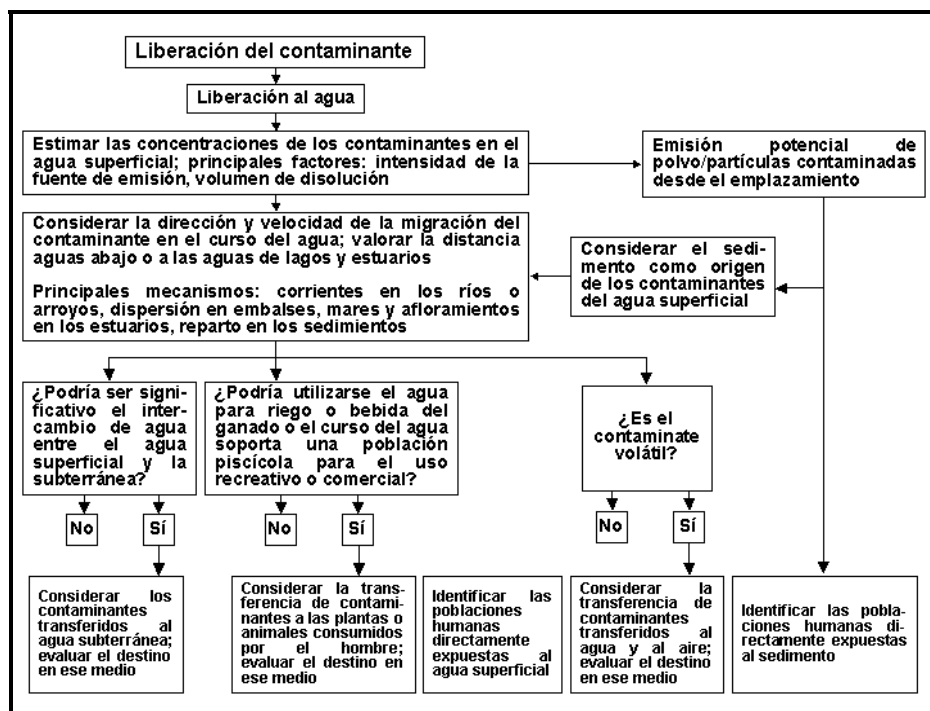 Liberación del contaminante
Liberación al agua
Estimar las concentraciones de los contaminantes en el
agua superficial; principales factores: intensidad de la
fuente de emisión, volumen de disolución
Emisión potencial de
polvo/partículas contaminadas
desde el emplazamiento
Considerar la dirección y velocidad de la migración del
contaminante en el curso del agua; valorar la distancia
aguas abajo o a las aguas de lagos y estuarios
Principales mecanismos: corrientes en los ríos o
arroyos, dispersión en embalses, mares y afloramientos
en los estuarios, reparto en los sedimentos
Considerar el sedi-
mento como origen
de los contaminantes
del agua superficial
¿Podría ser signi-
ficativo el inter-
cambio de agua
entre el agua
superficial y la
subterránea?
¿Podría utilizarse el agua
para riego o bebida del
ganado o el curso del agua
soporta una población
piscícola para el uso
recreativo o comercial?
¿Es el
contaminate
volátil?
No
Sí
No
Sí
No
Sí
Considerar los
contaminantes
transferidos al
agua subterránea;
evaluar el destino
en ese medio
Considerar la trans-
ferencia de contami-
nantes a las plantas o
animales consumidos
por el hombre;
evaluar el destino en
ese medio
Identificar las
poblaciones
humanas
directamente
expuestas al
agua superficial
Considerar la
transferencia de
contaminantes
transferidos al
agua y al aire;
evaluar el destino
en ese medio
Identificar las pobla-
ciones humanas di-
rectamente expuestas
al sedimento